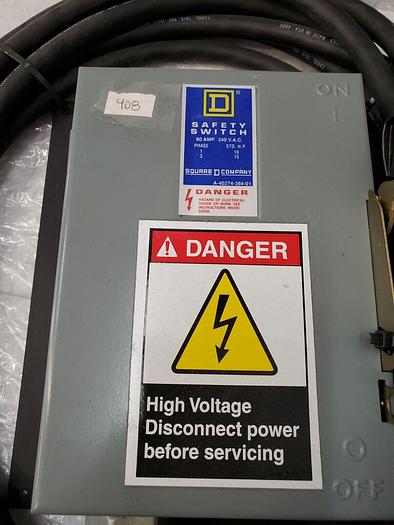 408
D
SAFETY
SWITCH
60 AMP. 240 V.A.C.
PHASE STD. H.P.
1 10
3 15
SQUARE D COMPANY
A-40274-384-01
DANGER
HAZARD OF ELECTRICAL
SHOCK OR BURN. SEE
INSTRUCTIONS INSIDE
DOOR.
ON
I
DANGER
High Voltage
Disconnect power
before servicing
O
OFF